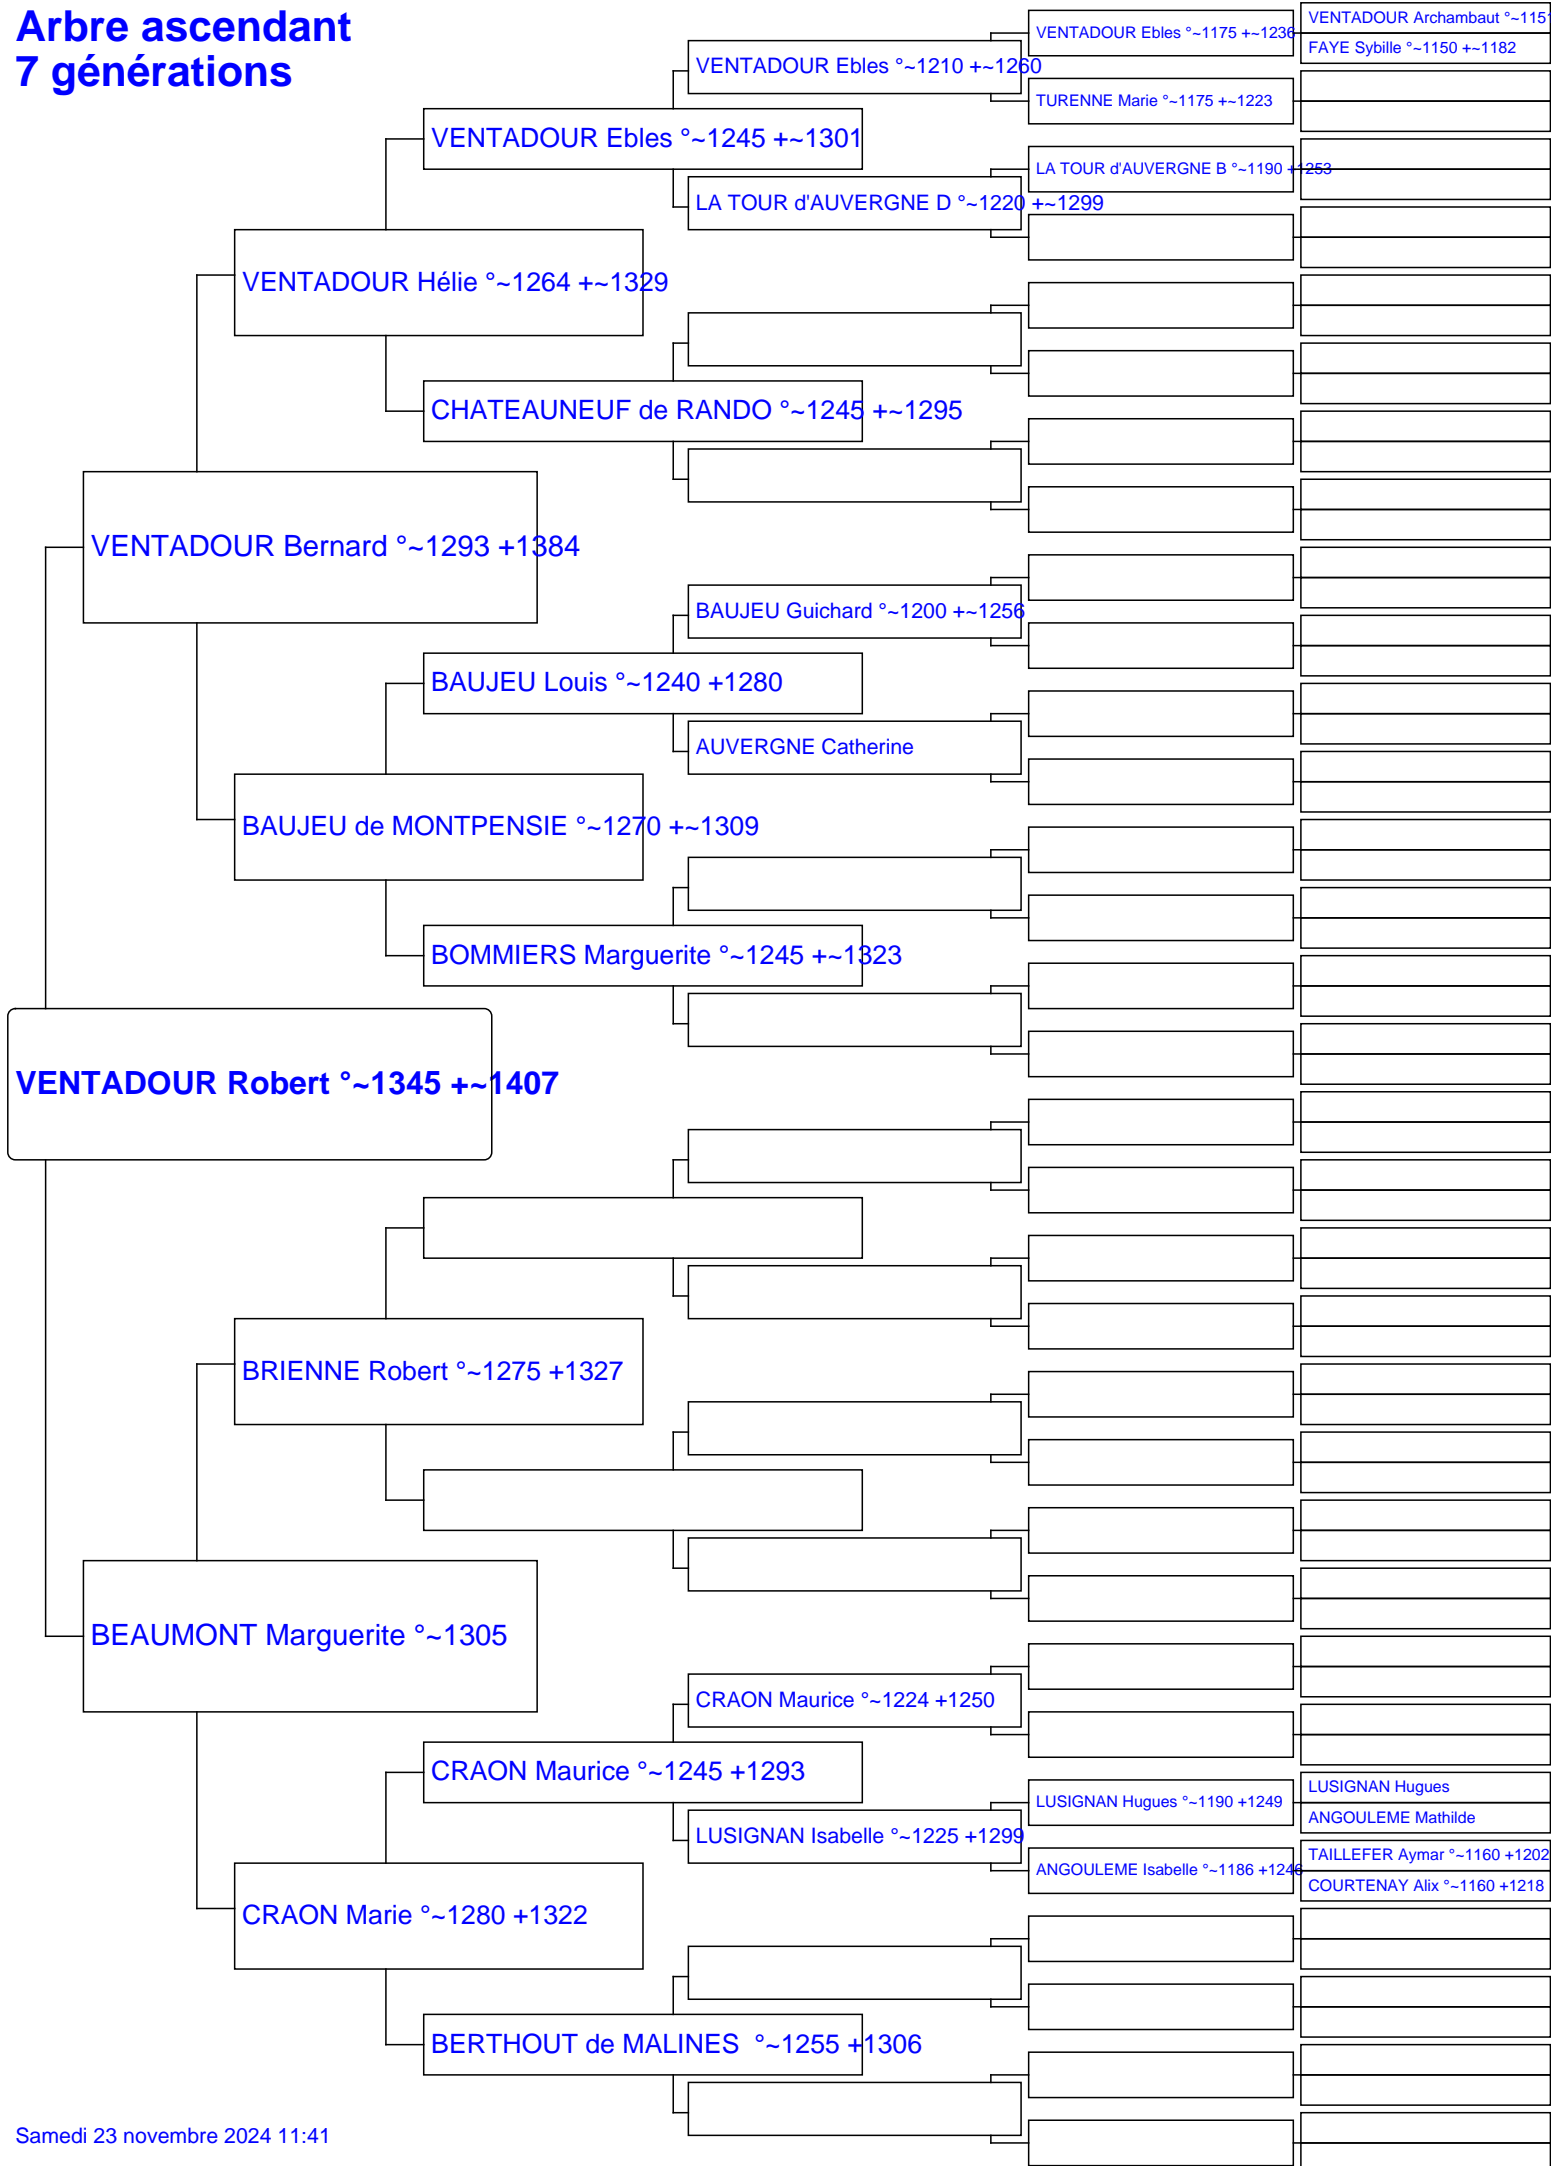 Arbre ascendant
7 générations
VENTADOUR Archambaut °~1151
VENTADOUR Ebles °~1175 +~1236
FAYE Sybille °~1150 +~1182
VENTADOUR Ebles °~1210 +~1260
TURENNE Marie °~1175 +~1223
VENTADOUR Ebles °~1245 +~1301
LA TOUR d'AUVERGNE B °~1190 +1253
LA TOUR d'AUVERGNE D °~1220 +~1299
VENTADOUR Hélie °~1264 +~1329
CHATEAUNEUF de RANDO °~1245 +~1295
VENTADOUR Bernard °~1293 +1384
BAUJEU Guichard °~1200 +~1256
BAUJEU Louis °~1240 +1280
AUVERGNE Catherine
BAUJEU de MONTPENSIE °~1270 +~1309
BOMMIERS Marguerite °~1245 +~1323
VENTADOUR Robert °~1345 +~1407
BRIENNE Robert °~1275 +1327
BEAUMONT Marguerite °~1305
CRAON Maurice °~1224 +1250
CRAON Maurice °~1245 +1293
LUSIGNAN Hugues
LUSIGNAN Hugues °~1190 +1249
ANGOULEME Mathilde
LUSIGNAN Isabelle °~1225 +1299
TAILLEFER Aymar °~1160 +1202
ANGOULEME Isabelle °~1186 +1246
COURTENAY Alix °~1160 +1218
CRAON Marie °~1280 +1322
BERTHOUT de MALINES °~1255 +1306
Samedi 23 novembre 2024 11:41